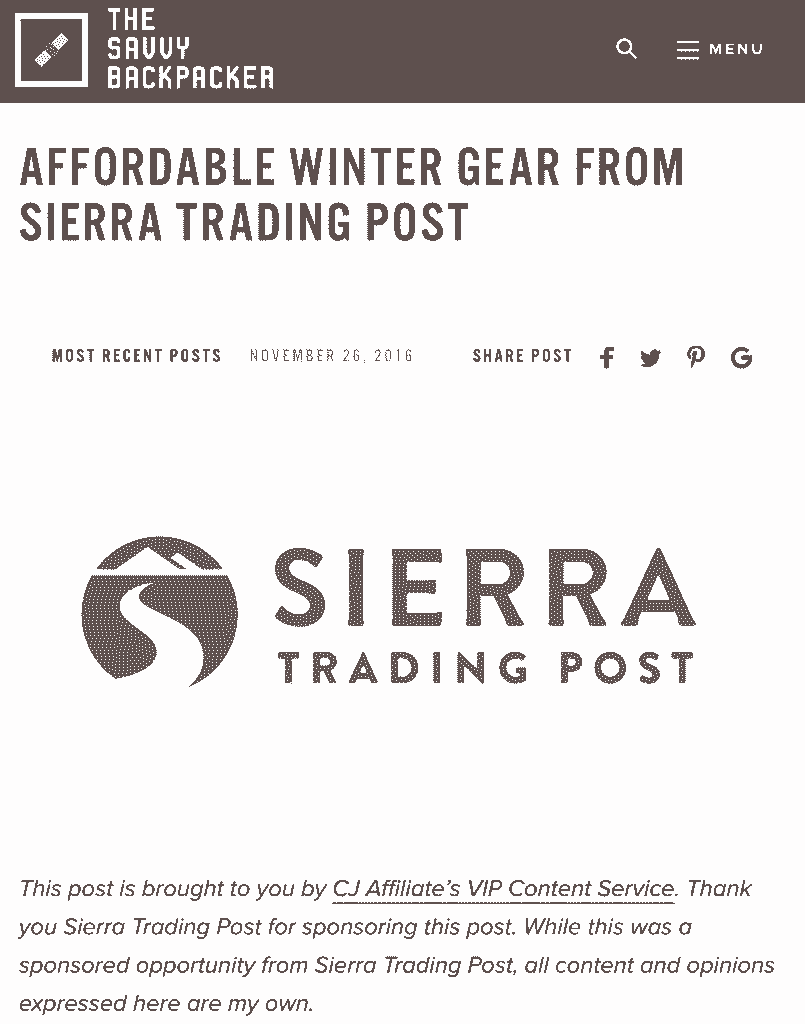 THE
SAVVY
BACKPACKER
MENU
AFFORDABLE WINTER GEAR FROM
SIERRA TRADING POST
MOST RECENT POSTS NOVEMBER 26, 2016 SHARE POST
SIERRA
TRADING POST
This post is brought to you by CJ Affiliate’s VIP Content Service. Thank
you Sierra Trading Post for sponsoring this post. While this was a
sponsored opportunity from Sierra Trading Post, all content and opinions
expressed here are my own.